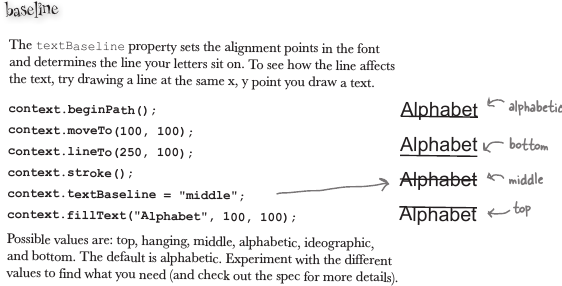 baseline
The textBaseline property sets the alignment points in the font
and determines the line your letters sit on. To see how the line affects
the text, try drawing a line at the same x, y point you draw a text.
context.beginPath();
context.moveTo(100, 100);
context.lineTo(250, 100);
context.stroke();
context.textBaseline = "middle";
context.fillText("Alphabet", 100, 100);
Alphabet alphabetic
Alphabet bottom
Alphabet middle
Alphabet top
Possible values are: top, hanging, middle, alphabetic, ideographic,
and bottom. The default is alphabetic. Experiment with the different
values to find what you need (and check out the spec for more details).